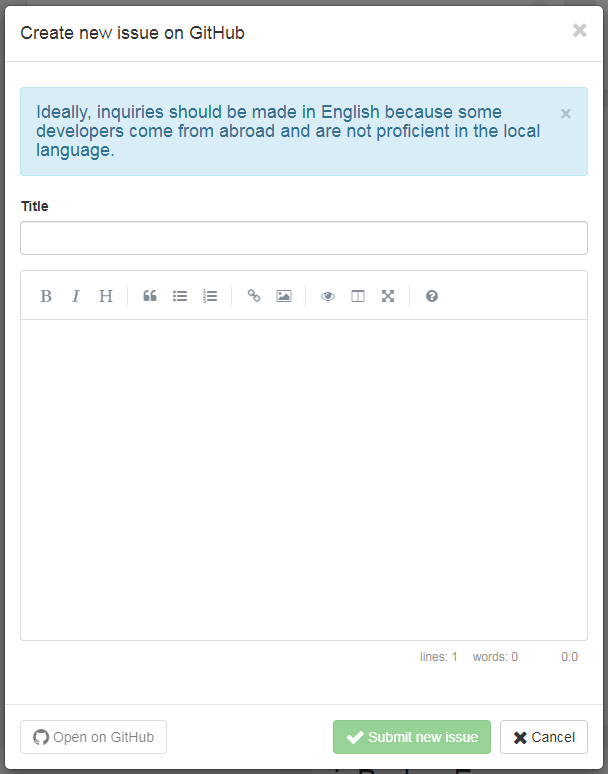 Create new issue on GitHub
Ideally, inquiries should be made in English because some
developers come from abroad and are not proficient in the local
language.
Title
B I H
lines: 1 words: 0 0:0
Open on GitHub Submit new issue Cancel